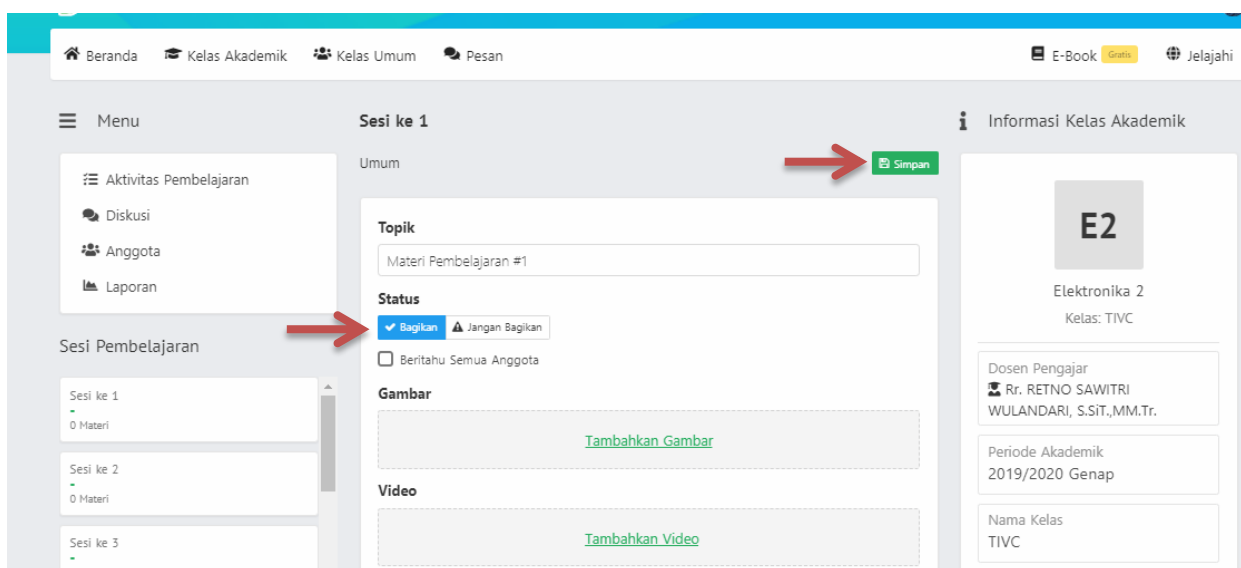 Beranda Kelas Akademik Kelas Umum Pesan E-Book Gratis Jelajahi
Menu
Aktivitas Pembelajaran
Diskusi
Anggota
Laporan
Sesi Pembelajaran
Sesi ke 1
-
0 Materi
Sesi ke 2
-
0 Materi
Sesi ke 3
-
Sesi ke 1
Umum
Simpan
Topik
Materi Pembelajaran #1
Status
Bagikan Jangan Bagikan
Beritahu Semua Anggota
Gambar
Tambahkan Gambar
Video
Tambahkan Video
Informasi Kelas Akademik
E2
Elektronika 2
Kelas: TIVC
Dosen Pengajar
Rr. RETNO SAWITRI
WULANDARI, S.SiT.,MM.Tr.
Periode Akademik
2019/2020 Genap
Nama Kelas
TIVC